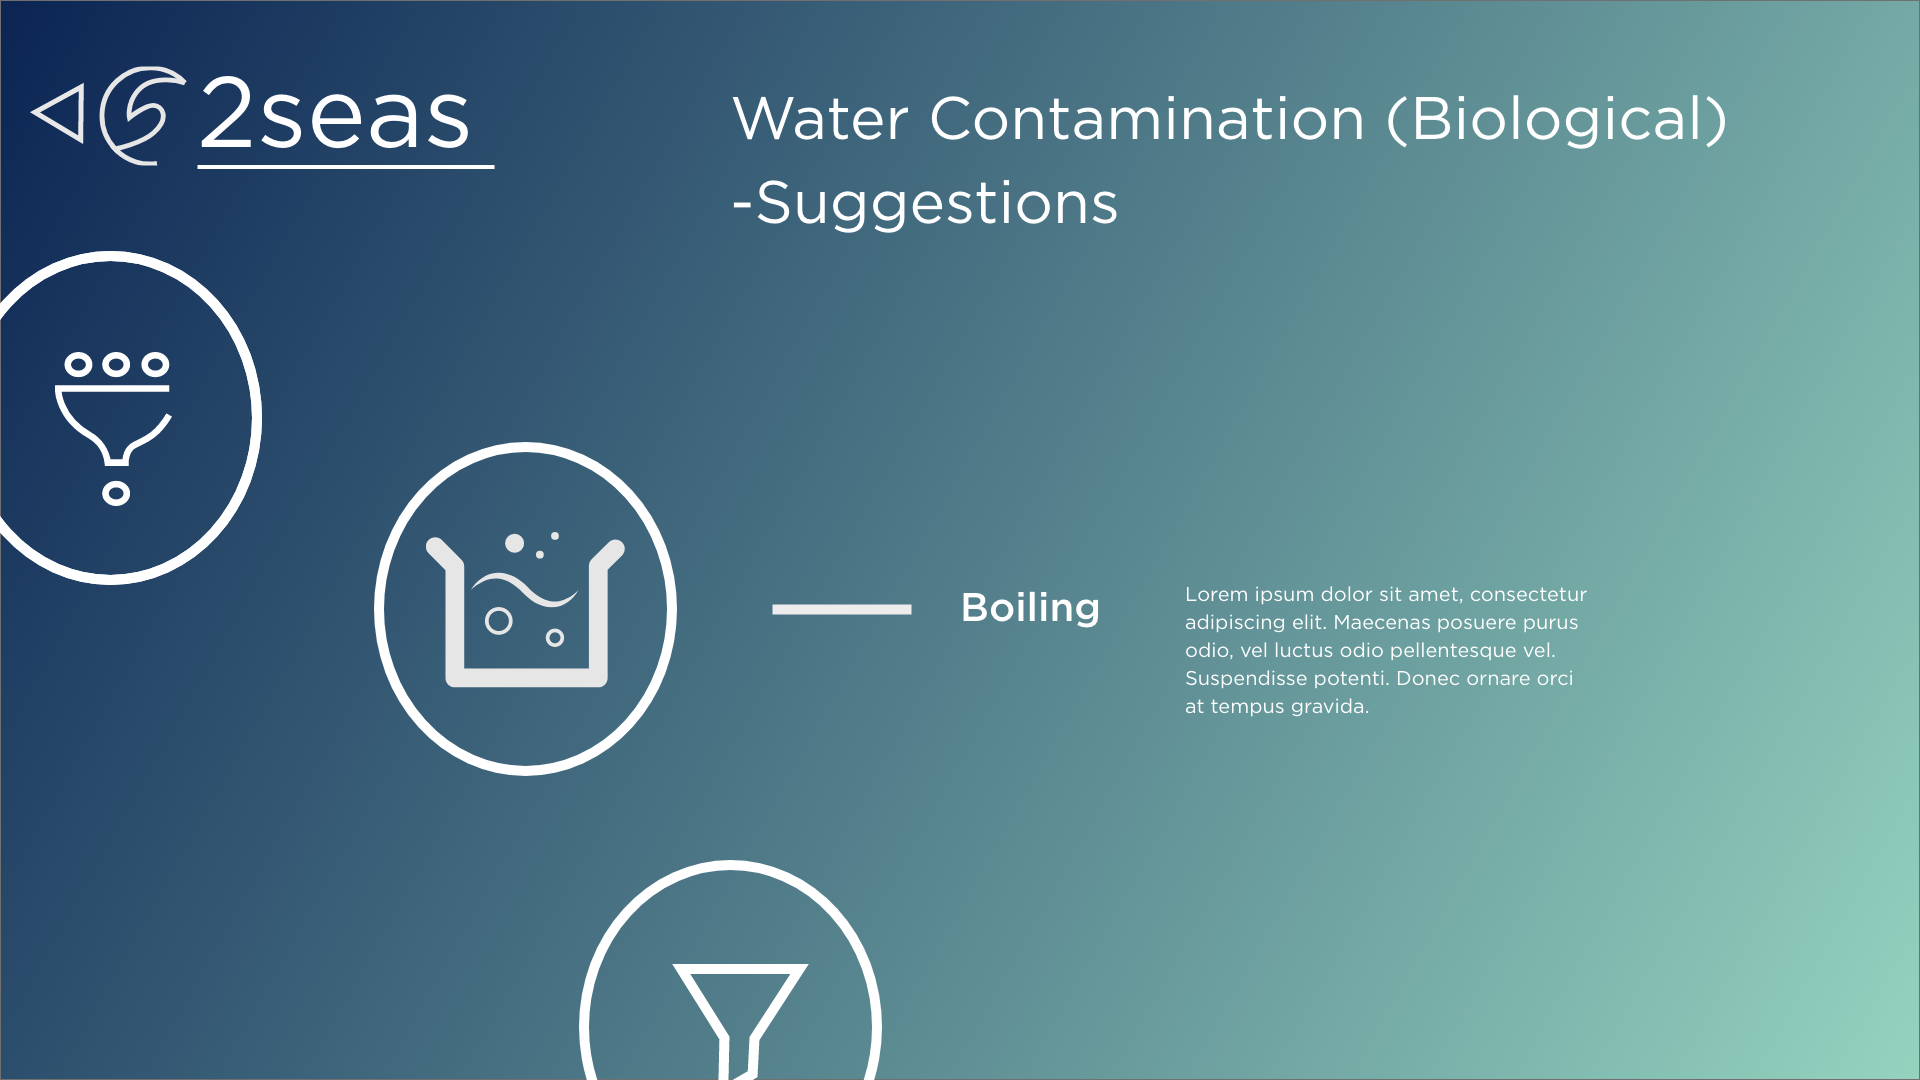 2seas
Water Contamination (Biological)
-Suggestions
Boiling
Lorem ipsum dolor sit amet, consectetur
adipiscing elit. Maecenas posuere purus
odio, vel luctus odio pellentesque vel.
Suspendisse potenti. Donec ornare orci
at tempus gravida.